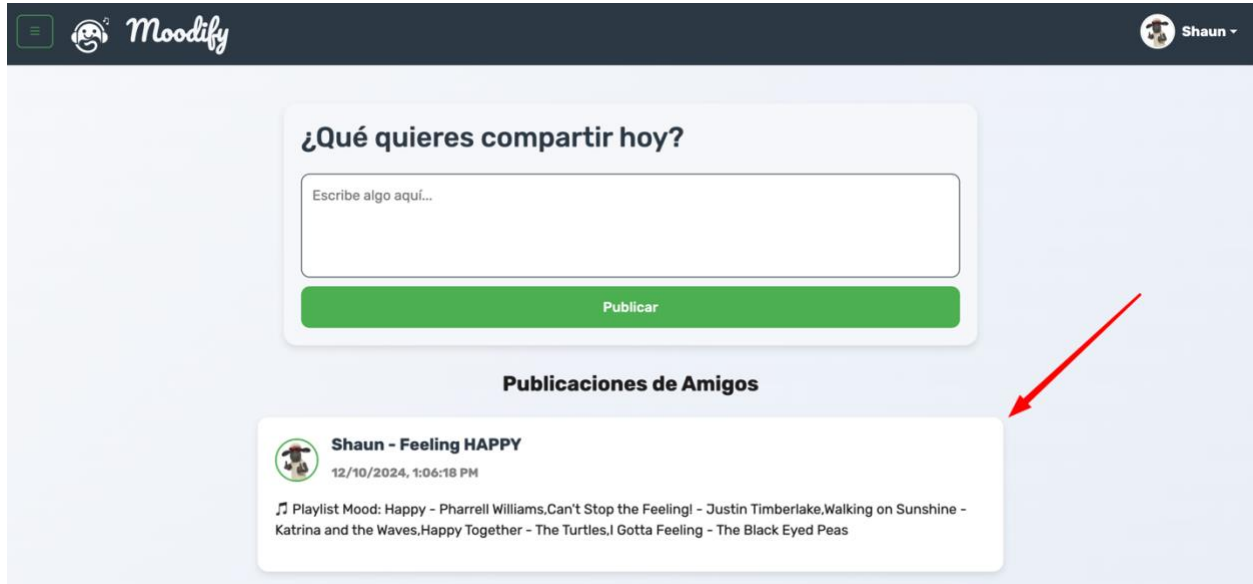 Moodify
Shaun
¿Qué quieres compartir hoy?
Escribe algo aquí...
Publicar
Publicaciones de Amigos
Shaun - Feeling HAPPY
12/10/2024, 1:06:18 PM
🎵 Playlist Mood: Happy - Pharrell Williams,Can't Stop the Feeling! - Justin Timberlake,Walking on Sunshine -
Katrina and the Waves,Happy Together - The Turtles,I Gotta Feeling - The Black Eyed Peas